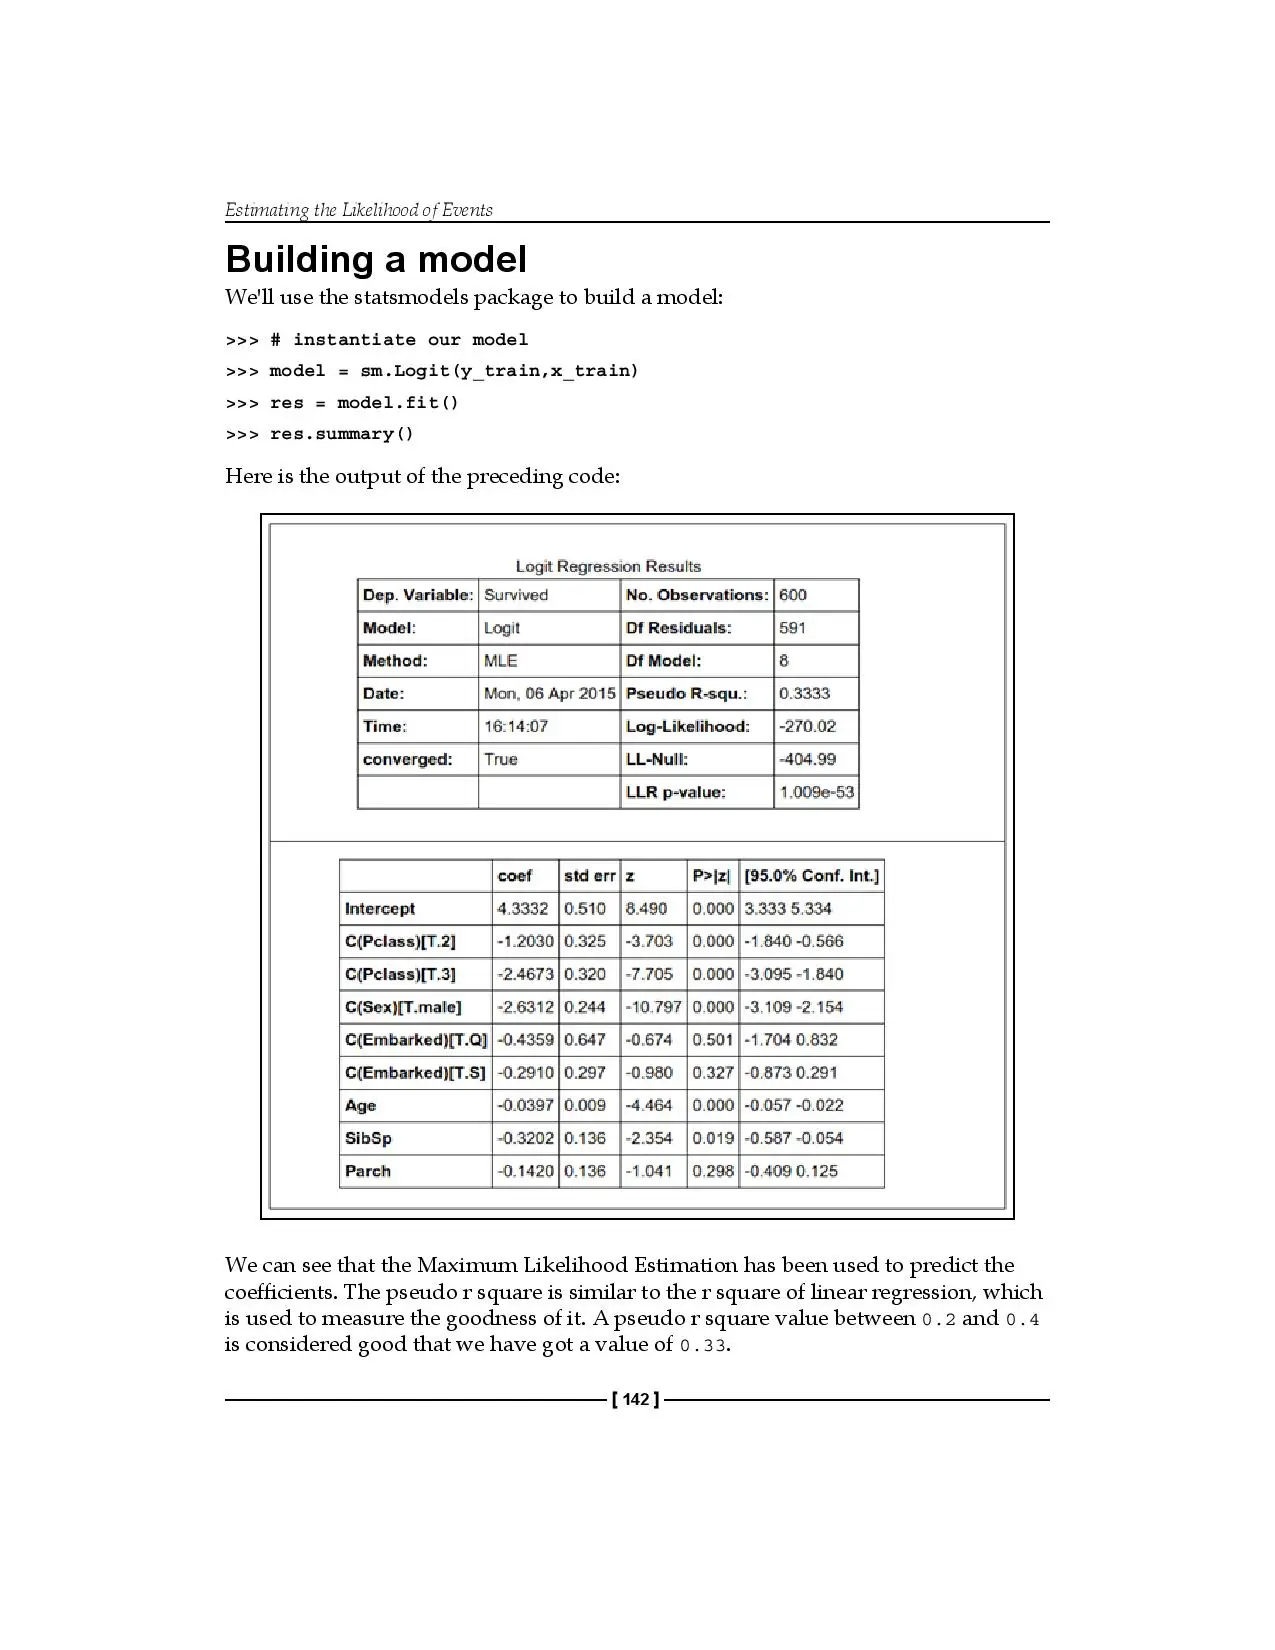 Estimating the Likelihood of Events
Building a model
We'll use the statsmodels package to build a model:
>>> # instantiate our model
>>> model = sm.Logit(y_train,x_train)
>>> res = model.fit()
>>> res.summary()
Here is the output of the preceding code:
Logit Regression Results
Dep. Variable: Survived No. Observations: 600
Model: Logit Df Residuals: 591
Method: MLE Df Model: 8
Date: Mon, 06 Apr 2015 Pseudo R-squ.: 0.3333
Time: 16:14:07 Log-Likelihood: -270.02
converged: True LL-Null: -404.99
LLR p-value: 1.009e-53
coef std err z P>|z| [95.0% Conf. Int.]
Intercept 4.3332 0.510 8.490 0.000 3.333 5.334
C(Pclass)[T.2] -1.2030 0.325 -3.703 0.000 -1.840 -0.566
C(Pclass)[T.3] -2.4673 0.320 -7.705 0.000 -3.095 -1.840
C(Sex)[T.male] -2.6312 0.244 -10.797 0.000 -3.109 -2.154
C(Embarked)[T.Q] -0.4359 0.647 -0.674 0.501 -1.704 0.832
C(Embarked)[T.S] -0.2910 0.297 -0.980 0.327 -0.873 0.291
Age -0.0397 0.009 -4.464 0.000 -0.057 -0.022
SibSp -0.3202 0.136 -2.354 0.019 -0.587 -0.054
Parch -0.1420 0.136 -1.041 0.298 -0.409 0.125
We can see that the Maximum Likelihood Estimation has been used to predict the
coefficients. The pseudo r square is similar to the r square of linear regression, which
is used to measure the goodness of it. A pseudo r square value between 0.2 and 0.4
is considered good that we have got a value of 0.33.
[ 142 ]